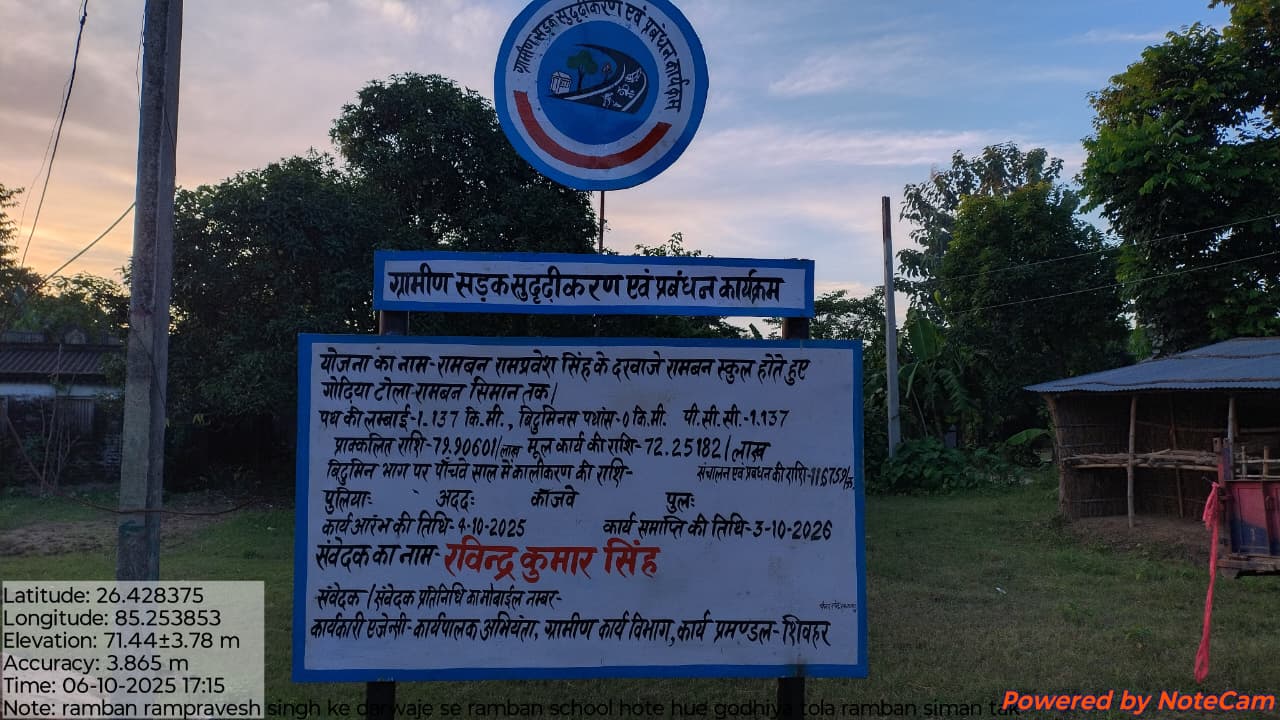 ग्रामीण सड़क सुदृढ़ीकरण एवं प्रबंधन कार्यक्रम
ग्रामीण सड़क सुदृढ़ीकरण एवं प्रबंधन कार्यक्रम
योजना का नाम- रामबन रामप्रवेश सिंह के दरवाजे रामबन स्कुल होते हुए
गोदिया टोला-रामबन सिमान तक।
पथ की लम्बाई-1.137 कि.मी., बिटुमिनस पथांस-0 कि.मी. पी.सी.सी.-1.137
प्राक्कलित राशि-79.90601/लाख मूल कार्य की राशि-72.25182/लाख
बिटुमिन भाग पर पाँचवे साल में कालीकरण की राशि- संचालन एवं प्रबंधन की राशि-
पुलियाः अददः काजवे पुलः
कार्य आरंभ की तिथि-4-10-2025 कार्य समाप्ति की तिथि-3-10-2026
संवेदक का नाम- रविन्द्र कुमार सिंह
संवेदक/संवेदक प्रतिनिधि का मोबाईल नम्बर-
कार्यकारी एजेन्सी-कार्यपालक अभियंता, ग्रामीण कार्य विभाग, कार्य प्रमण्डल-शिवहर
Latitude: 26.428375
Longitude: 85.253853
Elevation: 71.44±3.78 m
Accuracy: 3.865 m
Time: 06-10-2025 17:15
Note: ramban rampravesh singh ke darwaje se ramban school hote hue godhiya tola ramban siman tak
Powered by NoteCam